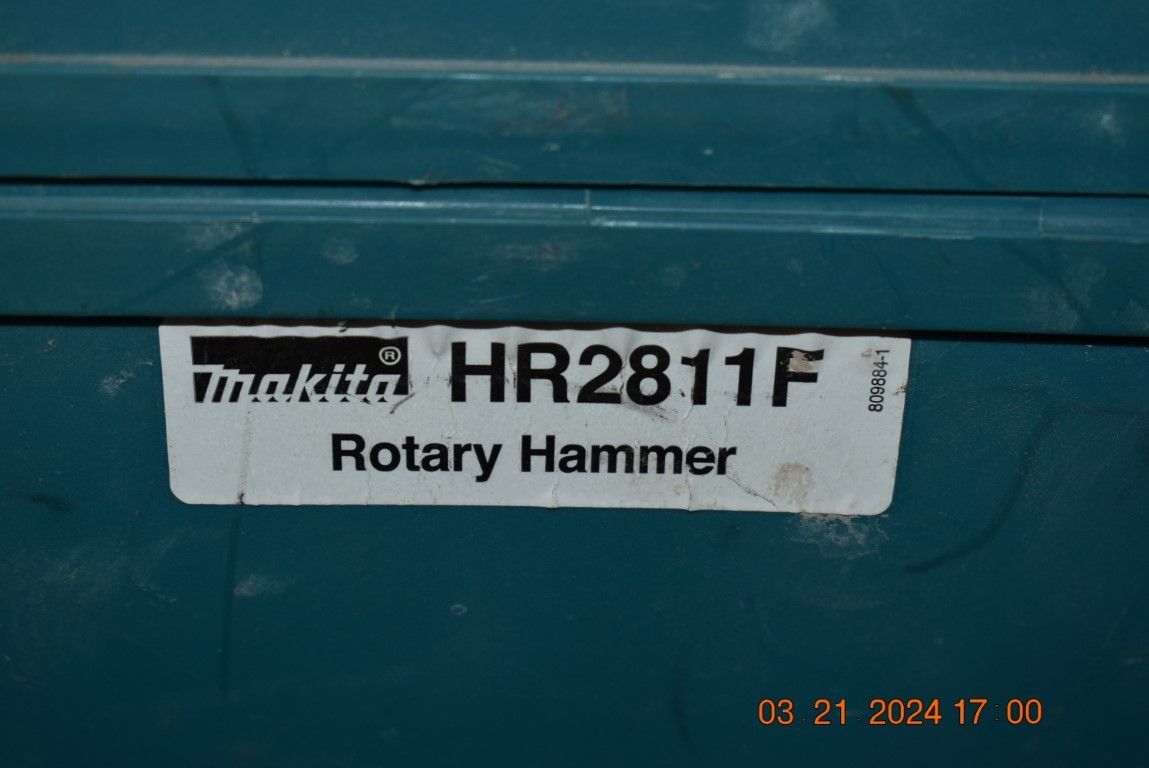 makita® HR2811F
809884-1
Rotary Hammer
03.21.2024 17:00